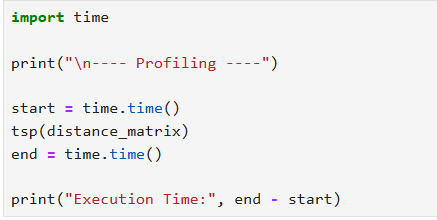 import time
print("\n---- Profiling ----")
start = time.time()
tsp(distance_matrix)
end = time.time()
print("Execution Time:", end - start)